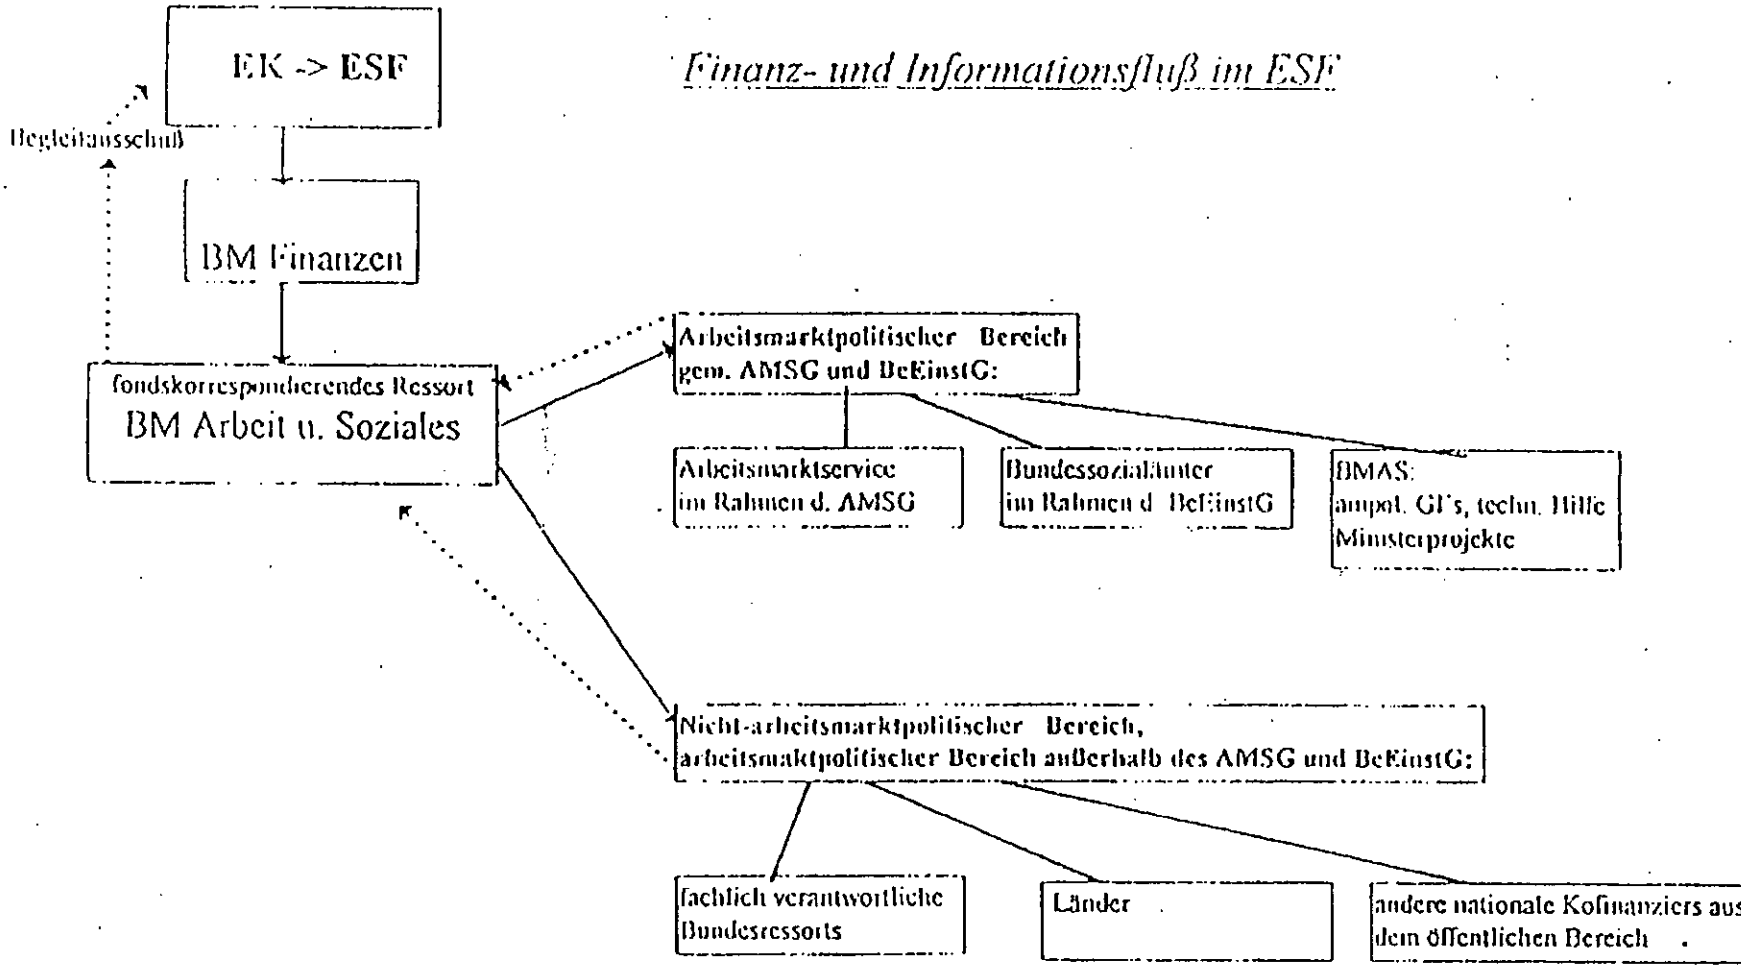 EK -> ESF
Finanz- und Informationsfluß im ESF
Begleitausschuß
BM Finanzen
fondskorrespondierendes Ressort
BM Arbeit u. Soziales
Arbeitsmarktpolitischer Bereich
gem. AMSG und BeEinstG:
Arbeitsmarktservice
im Rahmen d. AMSG
Bundessozialämter
im Rahmen d BeEinstG
BMAS:
ampol. GI's, techn. Hilfe
Ministerprojekte
Nicht-arbeitsmarktpolitischer Bereich,
arbeitsmaktpolitischer Bereich außerhalb des AMSG und BeEinstG:
fachlich verantwortliche
Bundesressorts
Länder
andere nationale Kofinanziers aus
dem öffentlichen Bereich